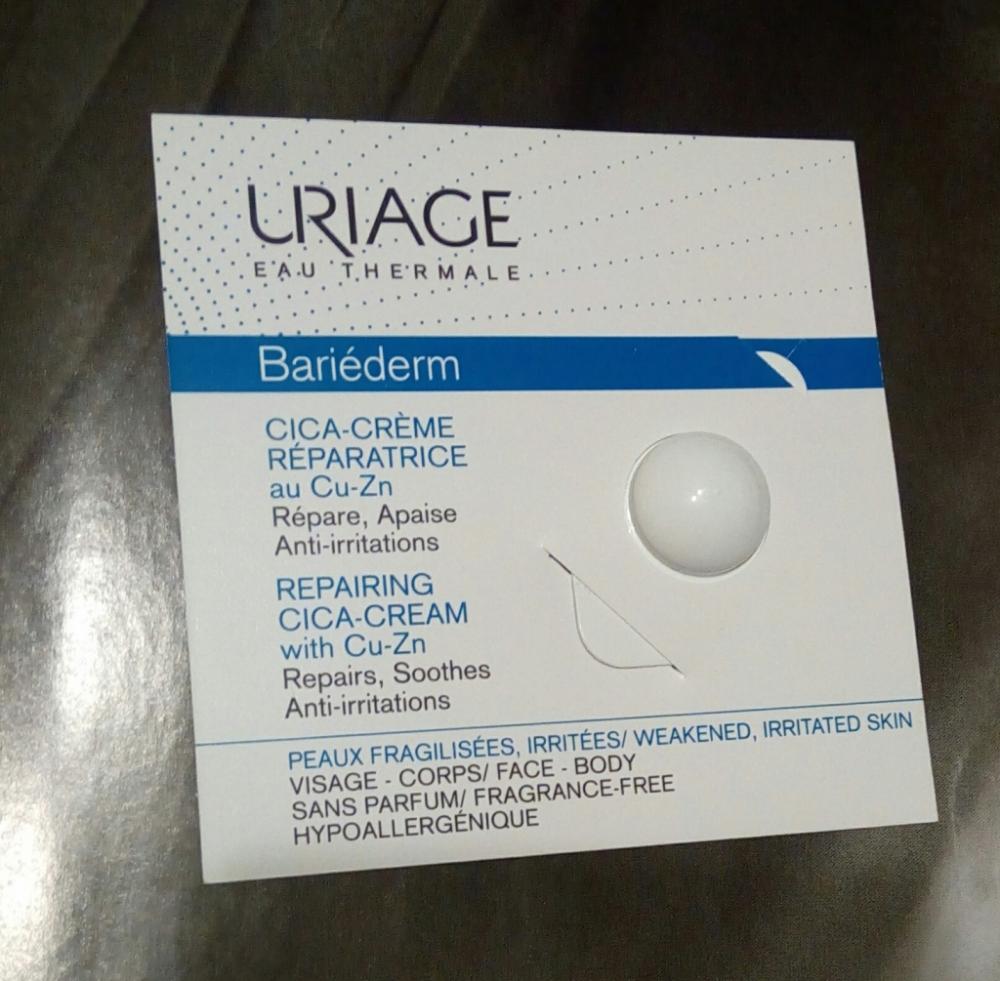 URIAGE
EAU THERMALE
Bariéderm
CICA-CRÈME
RÉPARATRICE
au Cu-Zn
Répare, Apaise
Anti-irritations
REPAIRING
CICA-CREAM
with Cu-Zn
Repairs, Soothes
Anti-irritations
PEAUX FRAGILISÉES, IRRITÉES/ WEAKENED, IRRITATED SKIN
VISAGE - CORPS/ FACE - BODY
SANS PARFUM/ FRAGRANCE-FREE
HYPOALLERGÉNIQUE